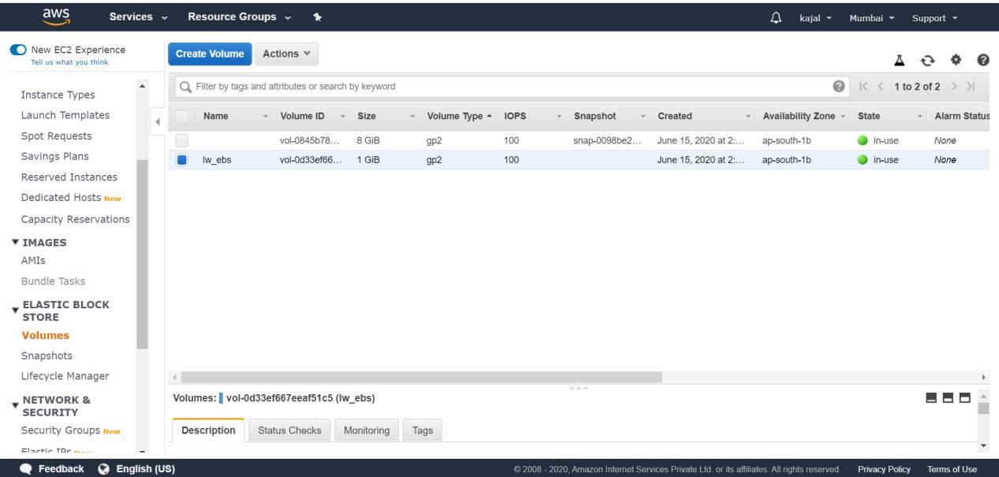 aws Services Resource Groups kajal Mumbai Support
New EC2 Experience
Tell us what you think
Instance Types
Launch Templates
Spot Requests
Savings Plans
Reserved Instances
Dedicated Hosts New
Capacity Reservations
IMAGES
AMIs
Bundle Tasks
ELASTIC BLOCK
STORE
Volumes
Snapshots
Lifecycle Manager
NETWORK &
SECURITY
Security Groups New
Elastic IPs New
Create Volume Actions
Filter by tags and attributes or search by keyword 1 to 2 of 2
Name Volume ID Size Volume Type IOPS Snapshot Created Availability Zone State Alarm Status
vol-0845b78... 8 GiB gp2 100 snap-0098be2... June 15, 2020 at 2:... ap-south-1b in-use None
lw_ebs vol-0d33ef66... 1 GiB gp2 100 June 15, 2020 at 2:... ap-south-1b in-use None
Volumes: vol-0d33ef667eeaf51c5 (lw_ebs)
Description Status Checks Monitoring Tags
Feedback English (US) © 2008 - 2020, Amazon Internet Services Private Ltd. or its affiliates. All rights reserved. Privacy Policy Terms of Use